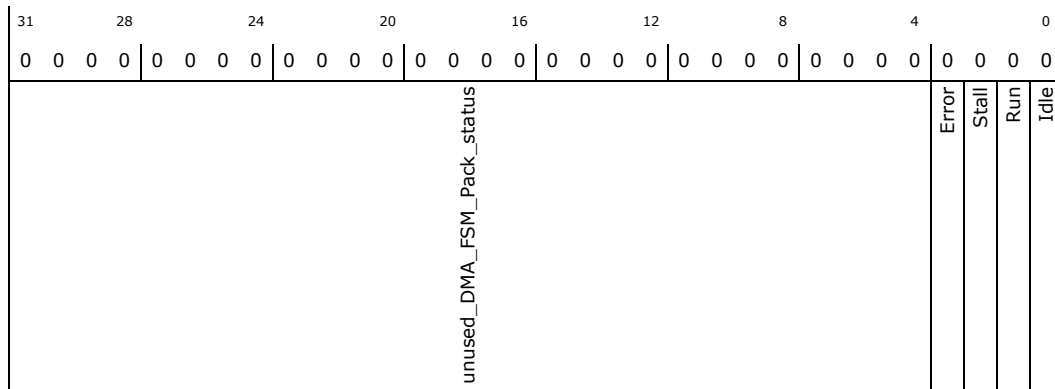 31 28 24 20 16 12 8 4 0
0 0 0 0 0 0 0 0 0 0 0 0 0 0 0 0 0 0 0 0 0 0 0 0 0 0 0 0 0 0 0 0
unused_DMA_FSM_Pack_status
Error
Stall
Run
Idle